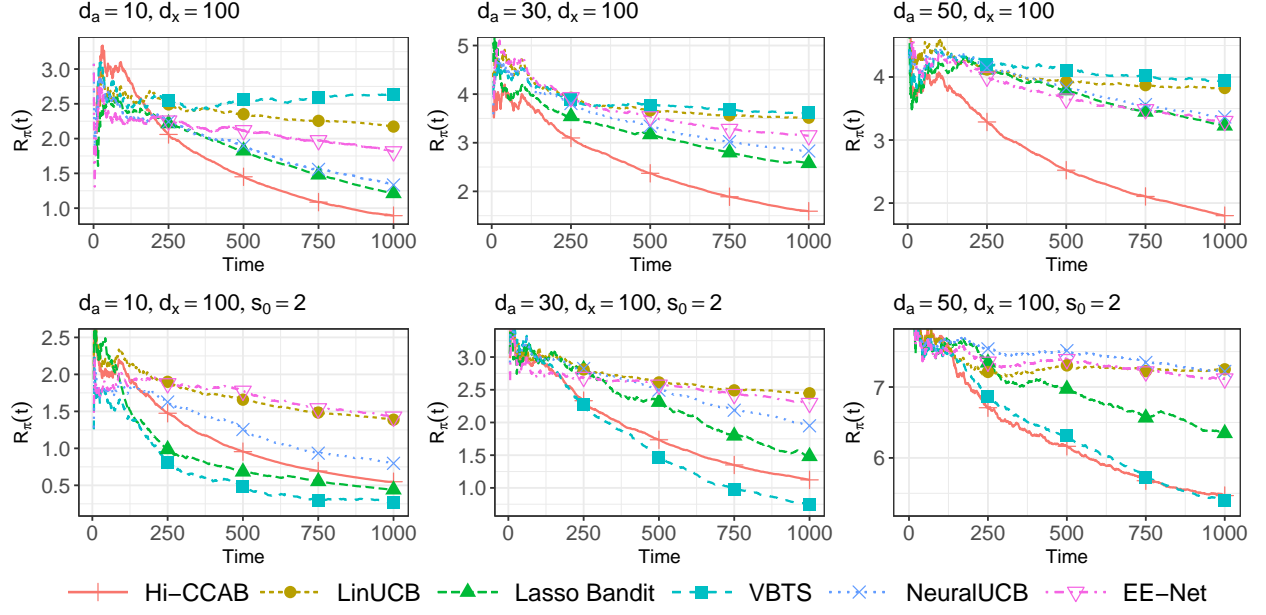 d_a = 10, d_x = 100
d_a = 30, d_x = 100
d_a = 50, d_x = 100
R_π(t)
3.0
2.5
2.0
1.5
1.0
0 250 500 750 1000
Time
R_π(t)
5
4
3
2
0 250 500 750 1000
Time
R_π(t)
4
3
2
0 250 500 750 1000
Time
d_a = 10, d_x = 100, s_0 = 2
d_a = 30, d_x = 100, s_0 = 2
d_a = 50, d_x = 100, s_0 = 2
R_π(t)
2.5
2.0
1.5
1.0
0.5
0 250 500 750 1000
Time
R_π(t)
3.0
2.5
2.0
1.5
1.0
0 250 500 750 1000
Time
R_π(t)
7
6
0 250 500 750 1000
Time
Hi−CCAB LinUCB Lasso Bandit VBTS NeuralUCB EE−Net